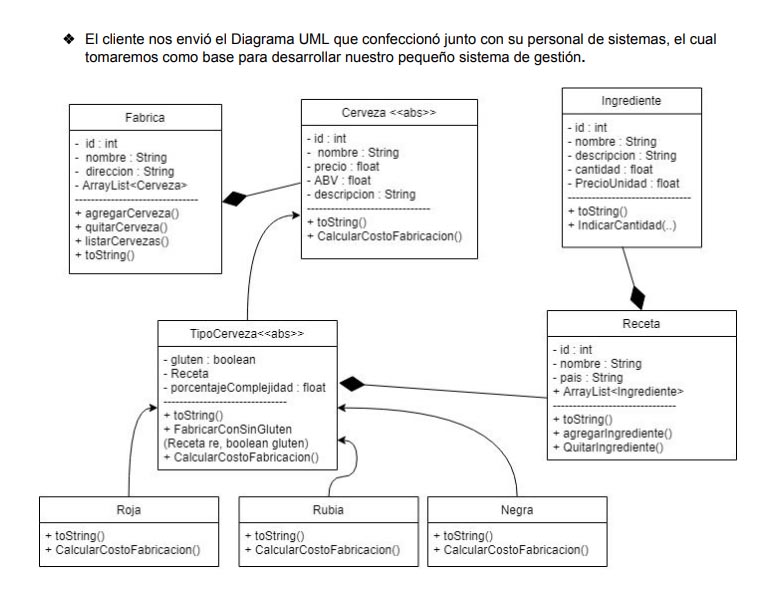 ❖ El cliente nos envió el Diagrama UML que confeccionó junto con su personal de sistemas, el cual
tomaremos como base para desarrollar nuestro pequeño sistema de gestión.
Fabrica
- id : int
- nombre : String
- direccion : String
- ArrayList<Cerveza>
+ agregarCerveza()
+ quitarCerveza()
+ listarCervezas()
+ toString()
Cerveza <<abs>>
- id : int
- nombre : String
- precio : float
- ABV : float
- descripcion : String
+ toString()
+ CalcularCostoFabricacion()
Ingrediente
- id : int
- nombre : String
- descripcion : String
- cantidad : float
- PrecioUnidad : float
+ toString()
+ IndicarCantidad(..)
TipoCerveza<<abs>>
- gluten : boolean
- Receta
- porcentajeComplejidad : float
+ toString()
+ FabricarConSinGluten
(Receta re, boolean gluten)
+ CalcularCostoFabricacion()
Receta
- id : int
- nombre : String
- pais : String
+ ArrayList<Ingrediente>
+ toString()
+ agregarIngrediente()
+ QuitarIngrediente()
Roja
+ toString()
+ CalcularCostoFabricacion()
Rubia
+ toString()
+ CalcularCostoFabricacion()
Negra
+ toString()
+ CalcularCostoFabricacion()